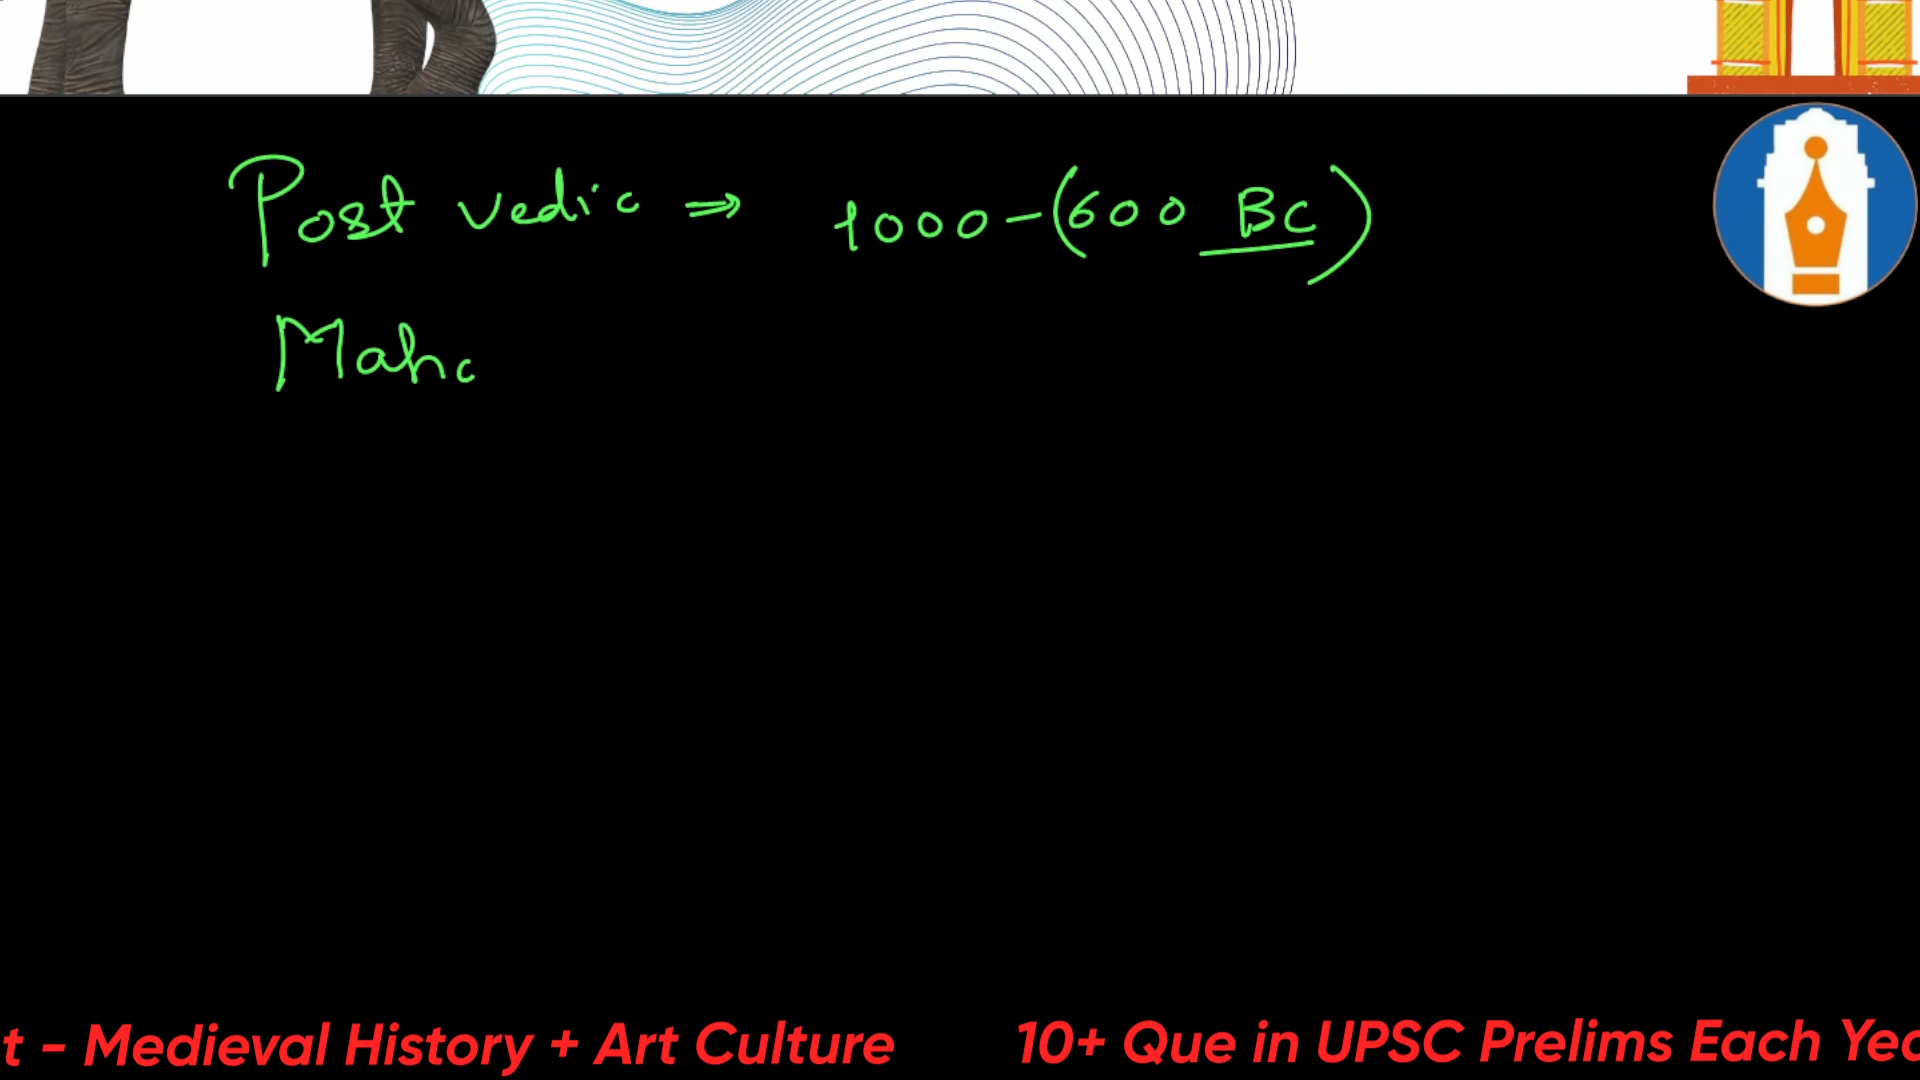 Post vedic ⇒ 1000-(600 BC)
Mahc
t - Medieval History + Art Culture 10+ Que in UPSC Prelims Each Yea